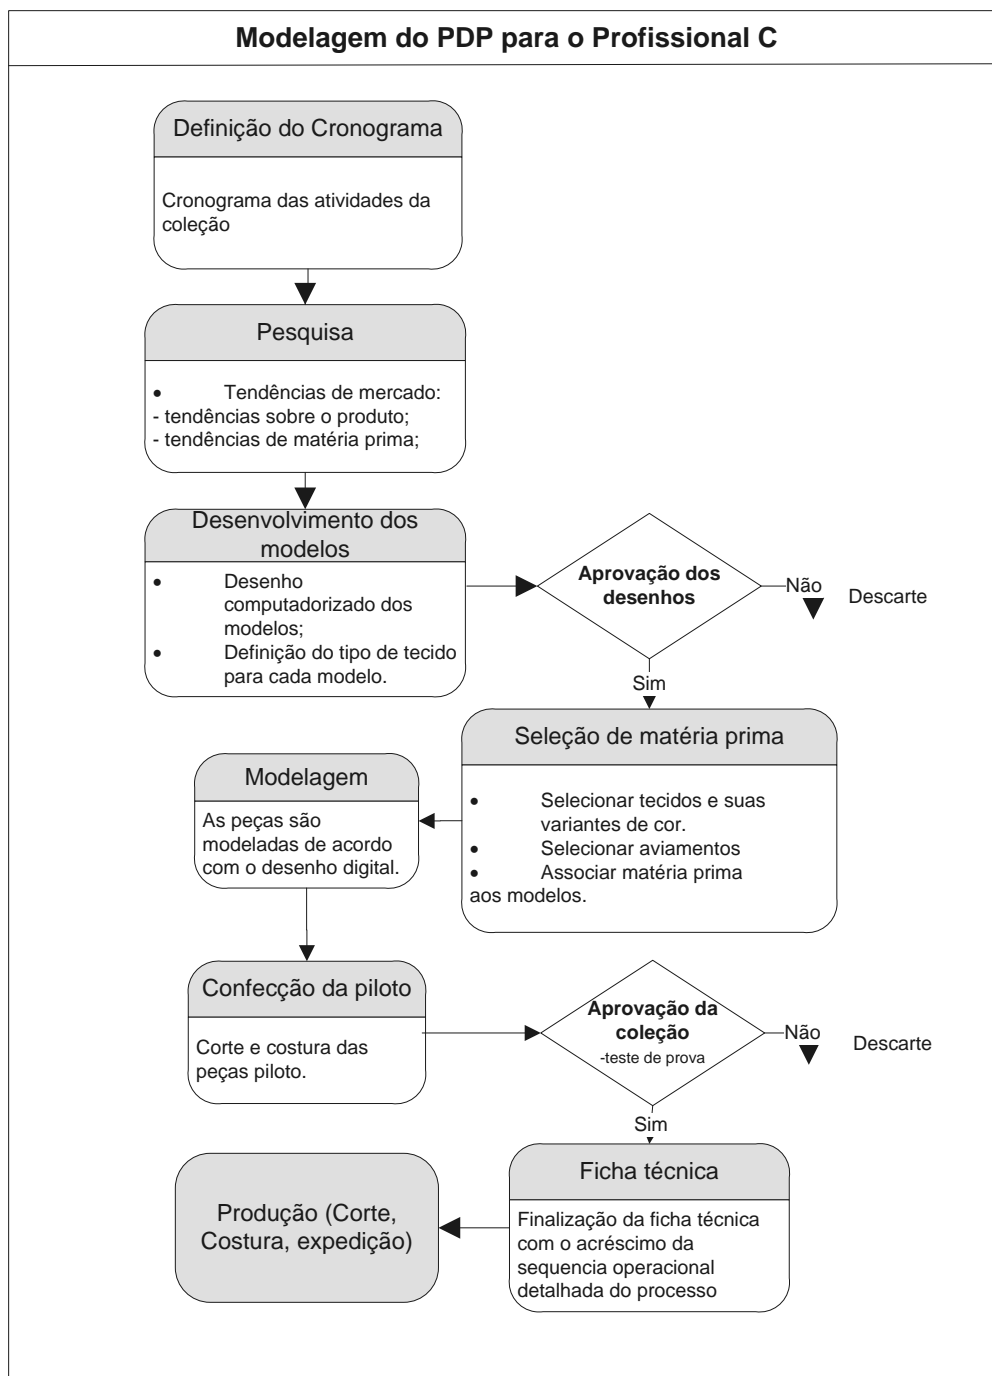 Modelagem do PDP para o Profissional C
Definição do Cronograma
Cronograma das atividades da
coleção
Pesquisa
• Tendências de mercado:
- tendências sobre o produto;
- tendências de matéria prima;
Desenvolvimento dos
modelos
• Desenho
computadorizado dos
modelos;
• Definição do tipo de tecido
para cada modelo.
Aprovação dos
desenhos
Não
Descarte
Sim
Seleção de matéria prima
• Selecionar tecidos e suas
variantes de cor.
• Selecionar aviamentos
• Associar matéria prima
aos modelos.
Modelagem
As peças são
modeladas de acordo
com o desenho digital.
Confecção da piloto
Corte e costura das
peças piloto.
Aprovação da
coleção
-teste de prova
Não
Descarte
Sim
Ficha técnica
Finalização da ficha técnica
com o acréscimo da
sequencia operacional
detalhada do processo
Produção (Corte,
Costura, expedição)